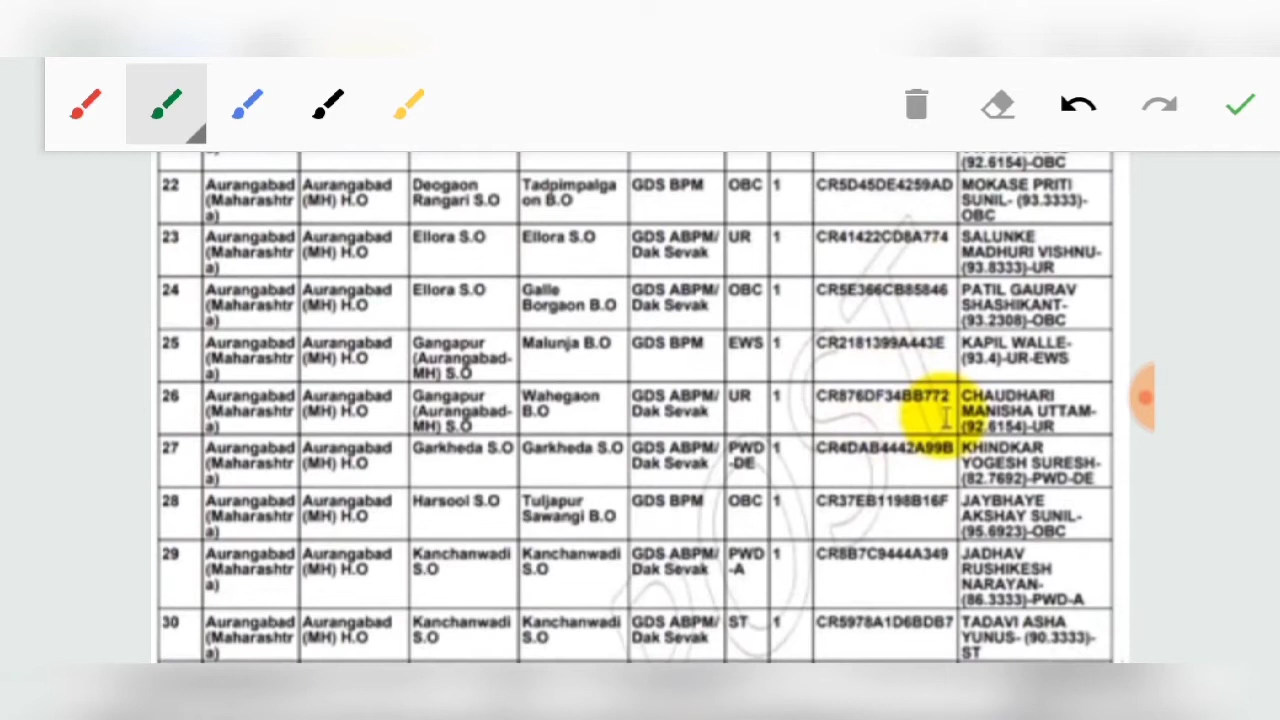 (92.6154)-OBC
22 Aurangabad Aurangabad Deogaon Tadpimpalga GDS BPM OBC 1 CR5D45DE4259AD MOKASE PRITI
(Maharashtr (MH) H.O Rangari S.O on B.O SUNIL- (93.3333)-
a) OBC
23 Aurangabad Aurangabad Ellora S.O Ellora S.O GDS ABPM/ UR 1 CR41422CD8A774 SALUNKE
(Maharashtr (MH) H.O Dak Sevak MADHURI VISHNU-
a) (93.8333)-UR
24 Aurangabad Aurangabad Ellora S.O Galle GDS ABPM/ OBC 1 CR5E366CB85846 PATIL GAURAV
(Maharashtr (MH) H.O Borgaon B.O Dak Sevak SHASHIKANT-
a) (93.2308)-OBC
25 Aurangabad Aurangabad Gangapur Malunja B.O GDS BPM EWS 1 CR2181399A443E KAPIL WALLE-
(Maharashtr (MH) H.O (Aurangabad- (93.4)-UR-EWS
a) MH) S.O
26 Aurangabad Aurangabad Gangapur Wahegaon GDS ABPM/ UR 1 CR876DF34BB772 CHAUDHARI
(Maharashtr (MH) H.O (Aurangabad- B.O Dak Sevak MANISHA UTTAM-
a) MH) S.O (92.6154)-UR
27 Aurangabad Aurangabad Garkheda S.O Garkheda S.O GDS ABPM/ PWD 1 CR4DAB4442A99B KHINDKAR
(Maharashtr (MH) H.O Dak Sevak -DE YOGESH SURESH-
a) (82.7692)-PWD-DE
28 Aurangabad Aurangabad Harsool S.O Tuljapur GDS BPM OBC 1 CR37EB1198B16F JAYBHAYE
(Maharashtr (MH) H.O Sawangi B.O AKSHAY SUNIL-
a) (95.6923)-OBC
29 Aurangabad Aurangabad Kanchanwadi Kanchanwadi GDS ABPM/ PWD 1 CR8B7C9444A349 JADHAV
(Maharashtr (MH) H.O S.O S.O Dak Sevak -A RUSHIKESH
a) NARAYAN-
(86.3333)-PWD-A
30 Aurangabad Aurangabad Kanchanwadi Kanchanwadi GDS ABPM/ ST 1 CR5978A1D6BDB7 TADAVI ASHA
(Maharashtr (MH) H.O S.O S.O Dak Sevak YUNUS- (90.3333)-
a) ST
POST